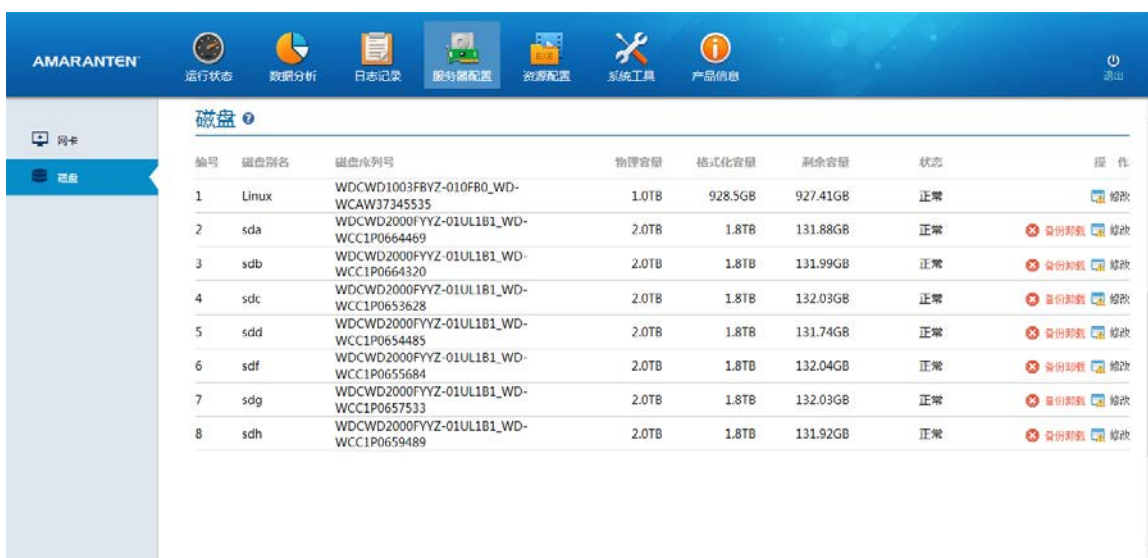 AMARANTEN
运行状态 数据分析 日志记录 服务器配置 资源配置 系统工具 产品信息 退出
网卡
磁盘
磁盘 ?
编号 磁盘别名 磁盘序列号 物理容量 格式化容量 剩余容量 状态 操 作
1 Linux WDCWD1003FBYZ-010FB0_WD-
WCAW37345535 1.0TB 928.5GB 927.41GB 正常 修改
2 sda WDCWD2000FYYZ-01UL1B1_WD-
WCC1P0664469 2.0TB 1.8TB 131.88GB 正常 备份卸载 修改
3 sdb WDCWD2000FYYZ-01UL1B1_WD-
WCC1P0664320 2.0TB 1.8TB 131.99GB 正常 备份卸载 修改
4 sdc WDCWD2000FYYZ-01UL1B1_WD-
WCC1P0653628 2.0TB 1.8TB 132.03GB 正常 备份卸载 修改
5 sdd WDCWD2000FYYZ-01UL1B1_WD-
WCC1P0654485 2.0TB 1.8TB 131.74GB 正常 备份卸载 修改
6 sdf WDCWD2000FYYZ-01UL1B1_WD-
WCC1P0655684 2.0TB 1.8TB 132.04GB 正常 备份卸载 修改
7 sdg WDCWD2000FYYZ-01UL1B1_WD-
WCC1P0657533 2.0TB 1.8TB 132.03GB 正常 备份卸载 修改
8 sdh WDCWD2000FYYZ-01UL1B1_WD-
WCC1P0659489 2.0TB 1.8TB 131.92GB 正常 备份卸载 修改